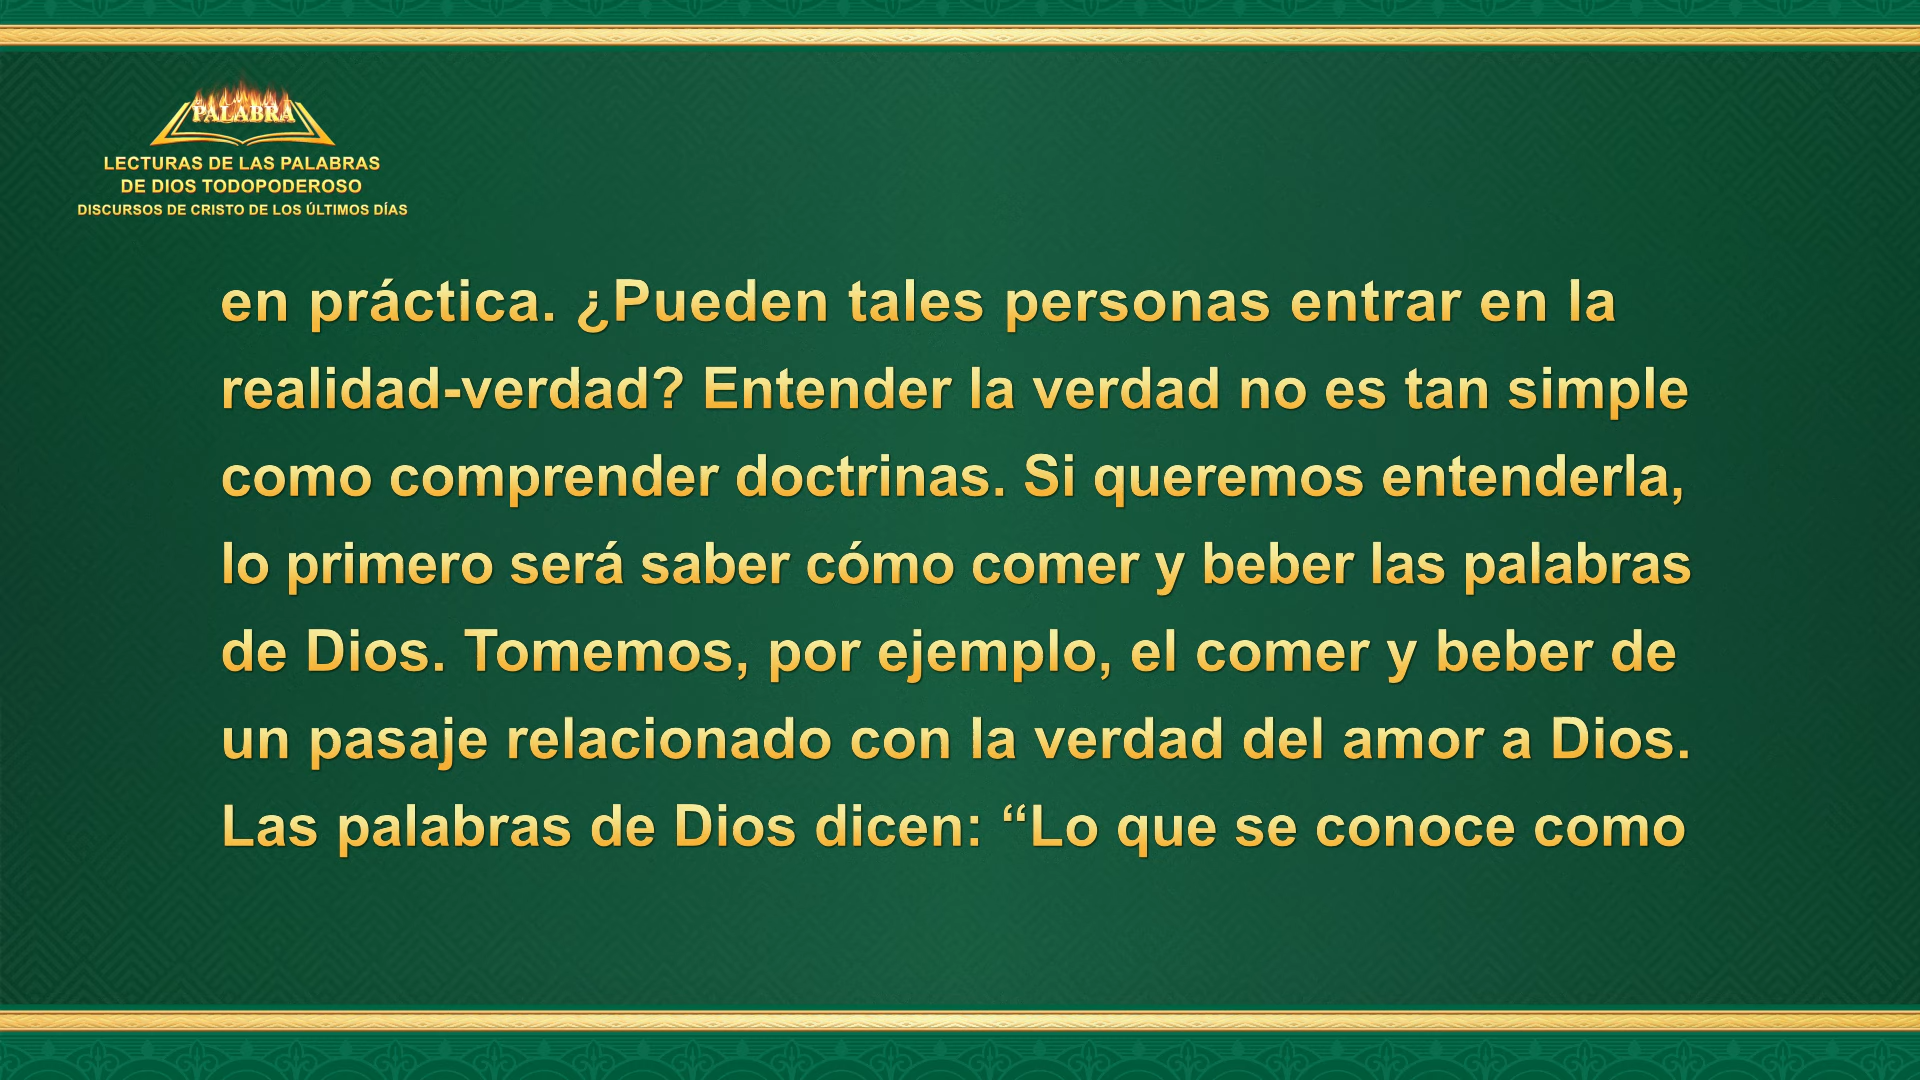 PALABRA
LECTURAS DE LAS PALABRAS
DE DIOS TODOPODEROSO
DISCURSOS DE CRISTO DE LOS ÚLTIMOS DÍAS
en práctica. ¿Pueden tales personas entrar en la
realidad-verdad? Entender la verdad no es tan simple
como comprender doctrinas. Si queremos entenderla,
lo primero será saber cómo comer y beber las palabras
de Dios. Tomemos, por ejemplo, el comer y beber de
un pasaje relacionado con la verdad del amor a Dios.
Las palabras de Dios dicen: “Lo que se conoce como